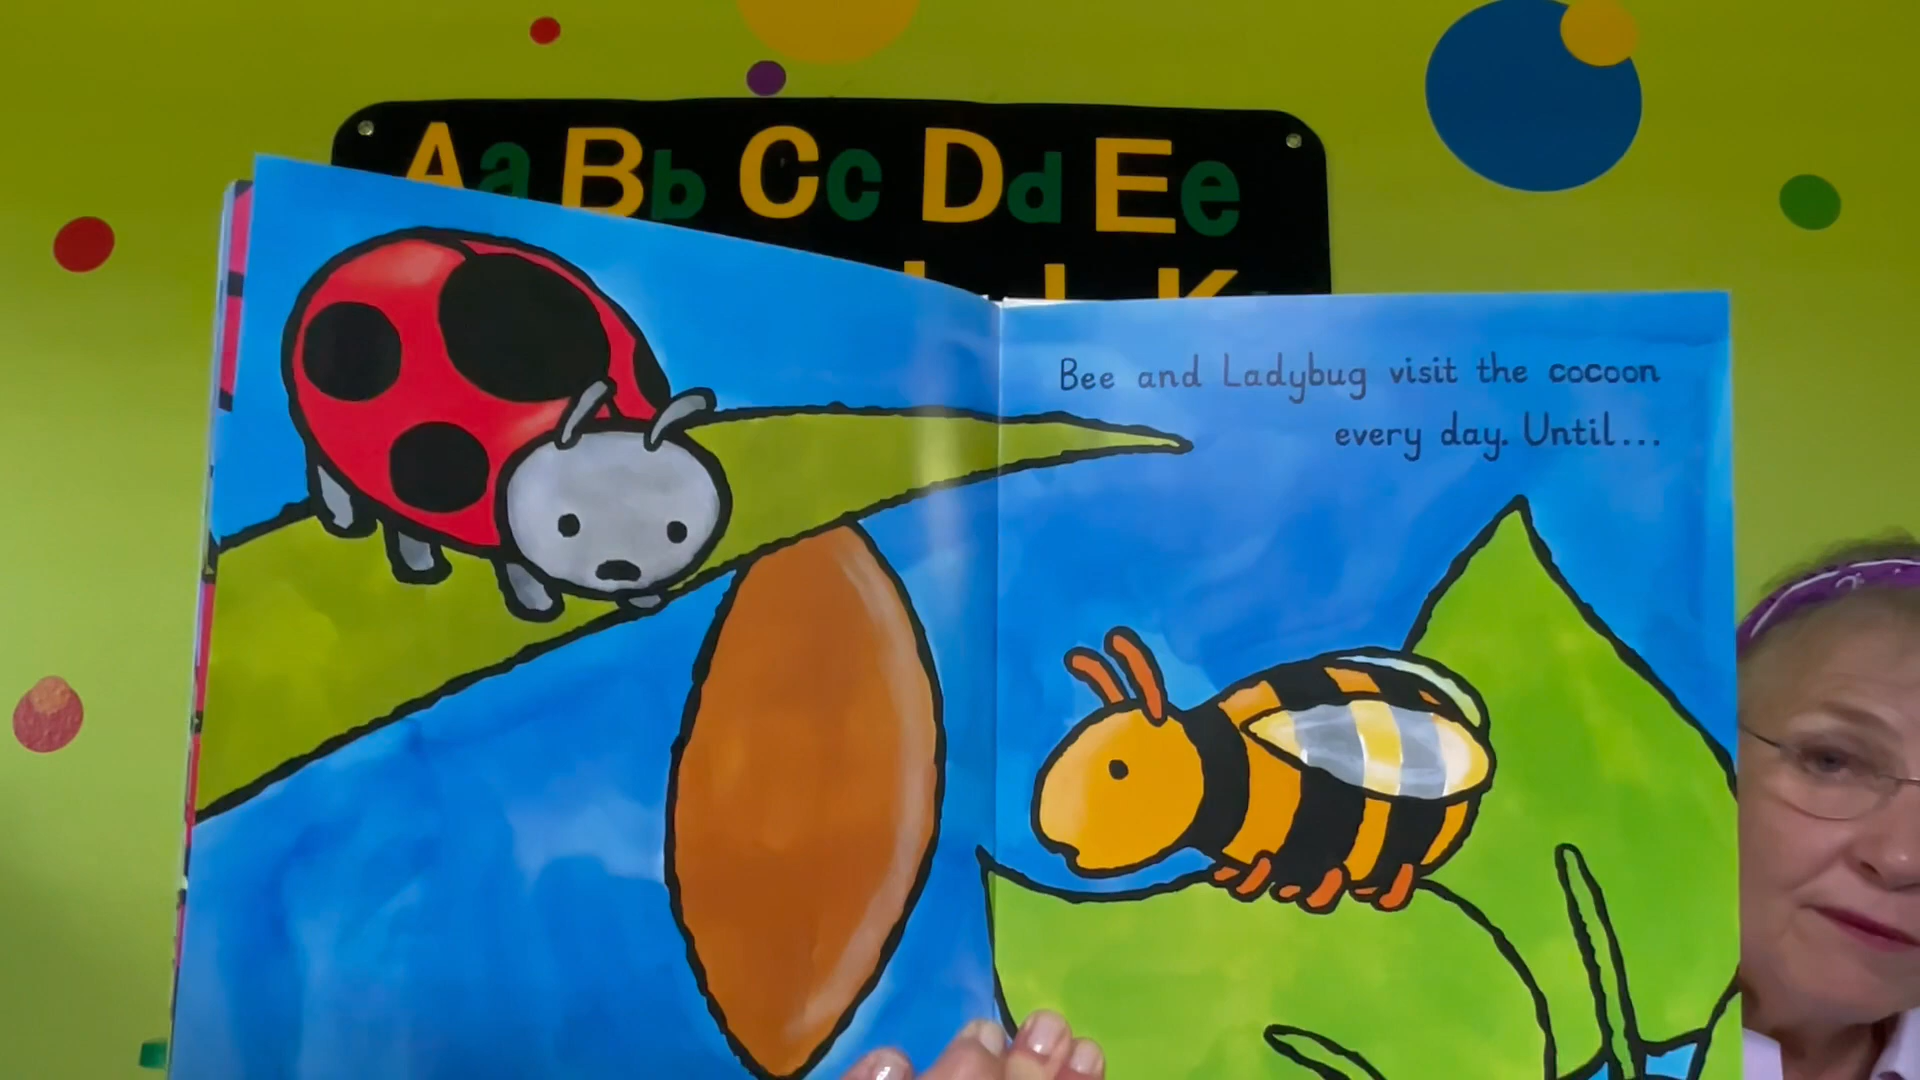 Aa Bb Cc Dd Ee
K
Bee and Ladybug visit the cocoon
every day. Until...